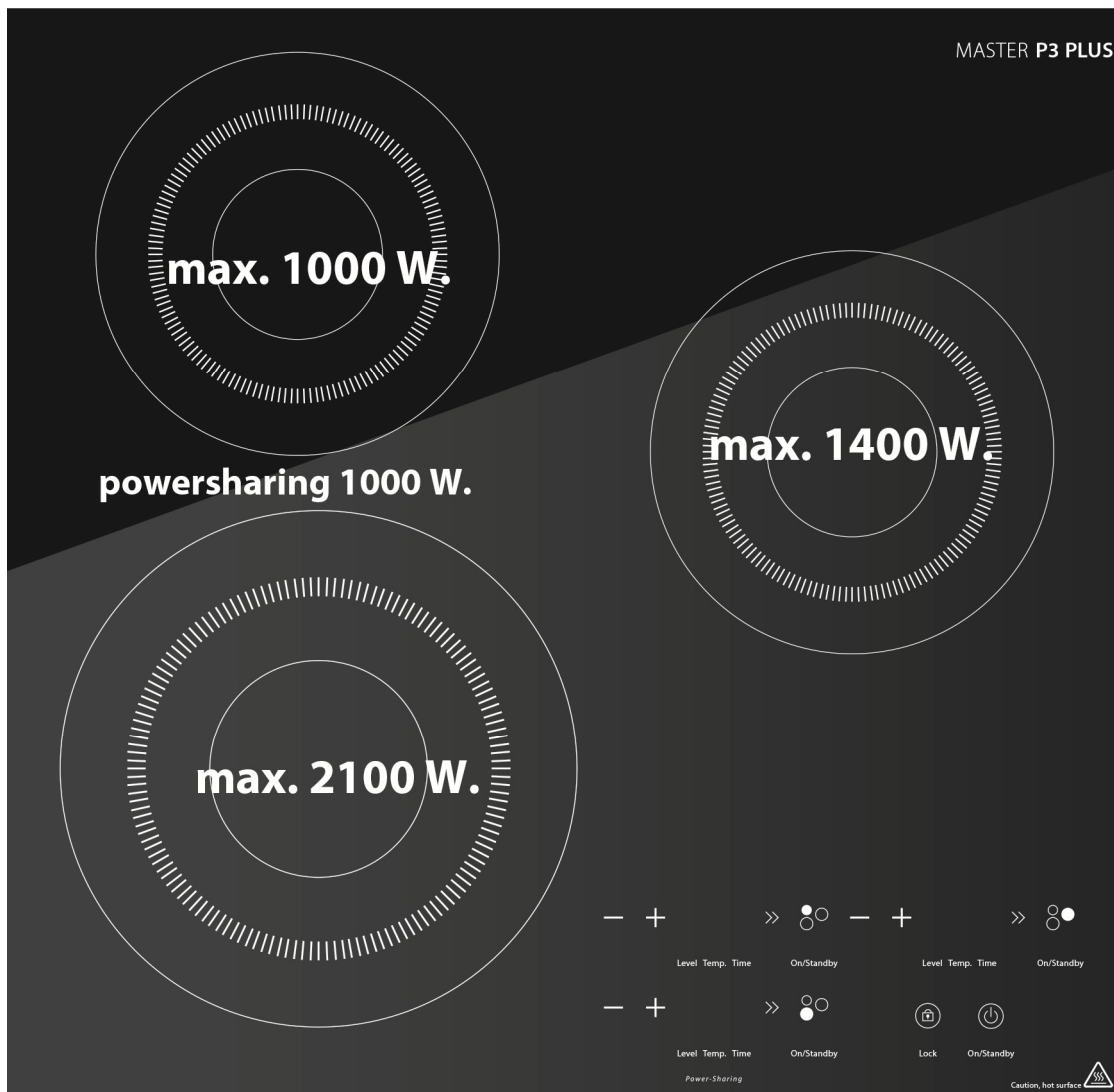 MASTER P3 PLUS
max. 1000 W.
max. 1400 W.
powersharing 1000 W.
max. 2100 W.
Level Temp. Time On/Standby Level Temp. Time On/Standby
Level Temp. Time On/Standby Lock On/Standby
Power-Sharing
Caution, hot surface